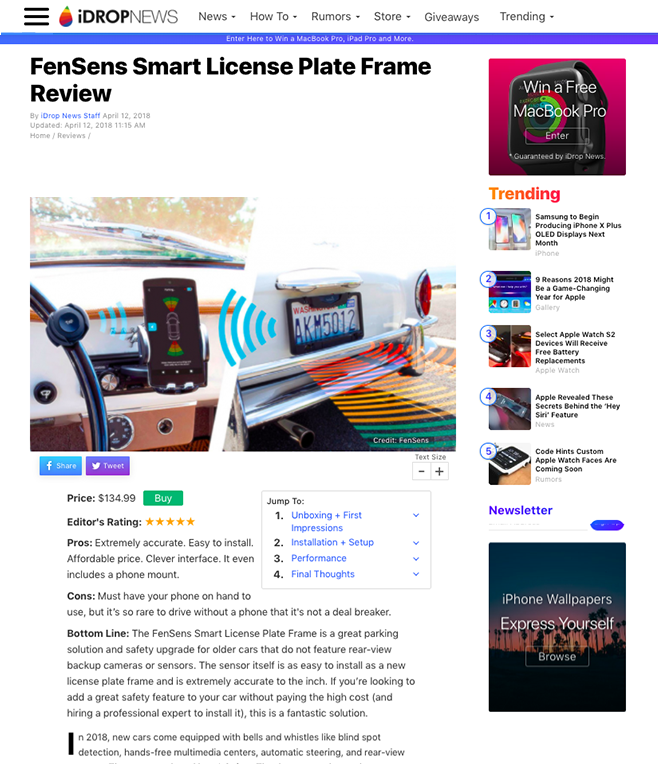 iDROPNEWS
News How To Rumors Store Giveaways Trending
Enter Here to Win a MacBook Pro, iPad Pro and More.
FenSens Smart License Plate Frame
Review
By iDrop News Staff April 12, 2018
Updated: April 12, 2018 11:15 AM
Home / Reviews /
WASHINGTON
AKM5012
Credit: FenSens
Share
Tweet
Text Size
- +
Price: $134.99 Buy
Editor's Rating: ★★★★★
Pros: Extremely accurate. Easy to install.
Affordable price. Clever interface. It even
includes a phone mount.
Cons: Must have your phone on hand to
use, but it's so rare to drive without a phone that it's not a deal breaker.
Jump To:
1. Unboxing + First
Impressions
2. Installation + Setup
3. Performance
4. Final Thoughts
Bottom Line: The FenSens Smart License Plate Frame is a great parking
solution and safety upgrade for older cars that do not feature rear-view
backup cameras or sensors. The sensor itself is as easy to install as a new
license plate frame and is extremely accurate to the inch. If you're looking to
add a great safety feature to your car without paying the high cost (and
hiring a professional expert to install it), this is a fantastic solution.
In 2018, new cars come equipped with bells and whistles like blind spot
detection, hands-free multimedia centers, automatic steering, and rear-view
Win a Free
MacBook Pro
Enter
* Guaranteed by iDrop News.
Trending
1
Samsung to Begin
Producing iPhone X Plus
OLED Displays Next
Month
iPhone
2
9 Reasons 2018 Might
Be a Game-Changing
Year for Apple
Gallery
3
Select Apple Watch S2
Devices Will Receive
Free Battery
Replacements
Apple Watch
4
Apple Revealed These
Secrets Behind the 'Hey
Siri' Feature
News
5
Code Hints Custom
Apple Watch Faces Are
Coming Soon
Rumors
Newsletter
iPhone Wallpapers
Express Yourself
Browse